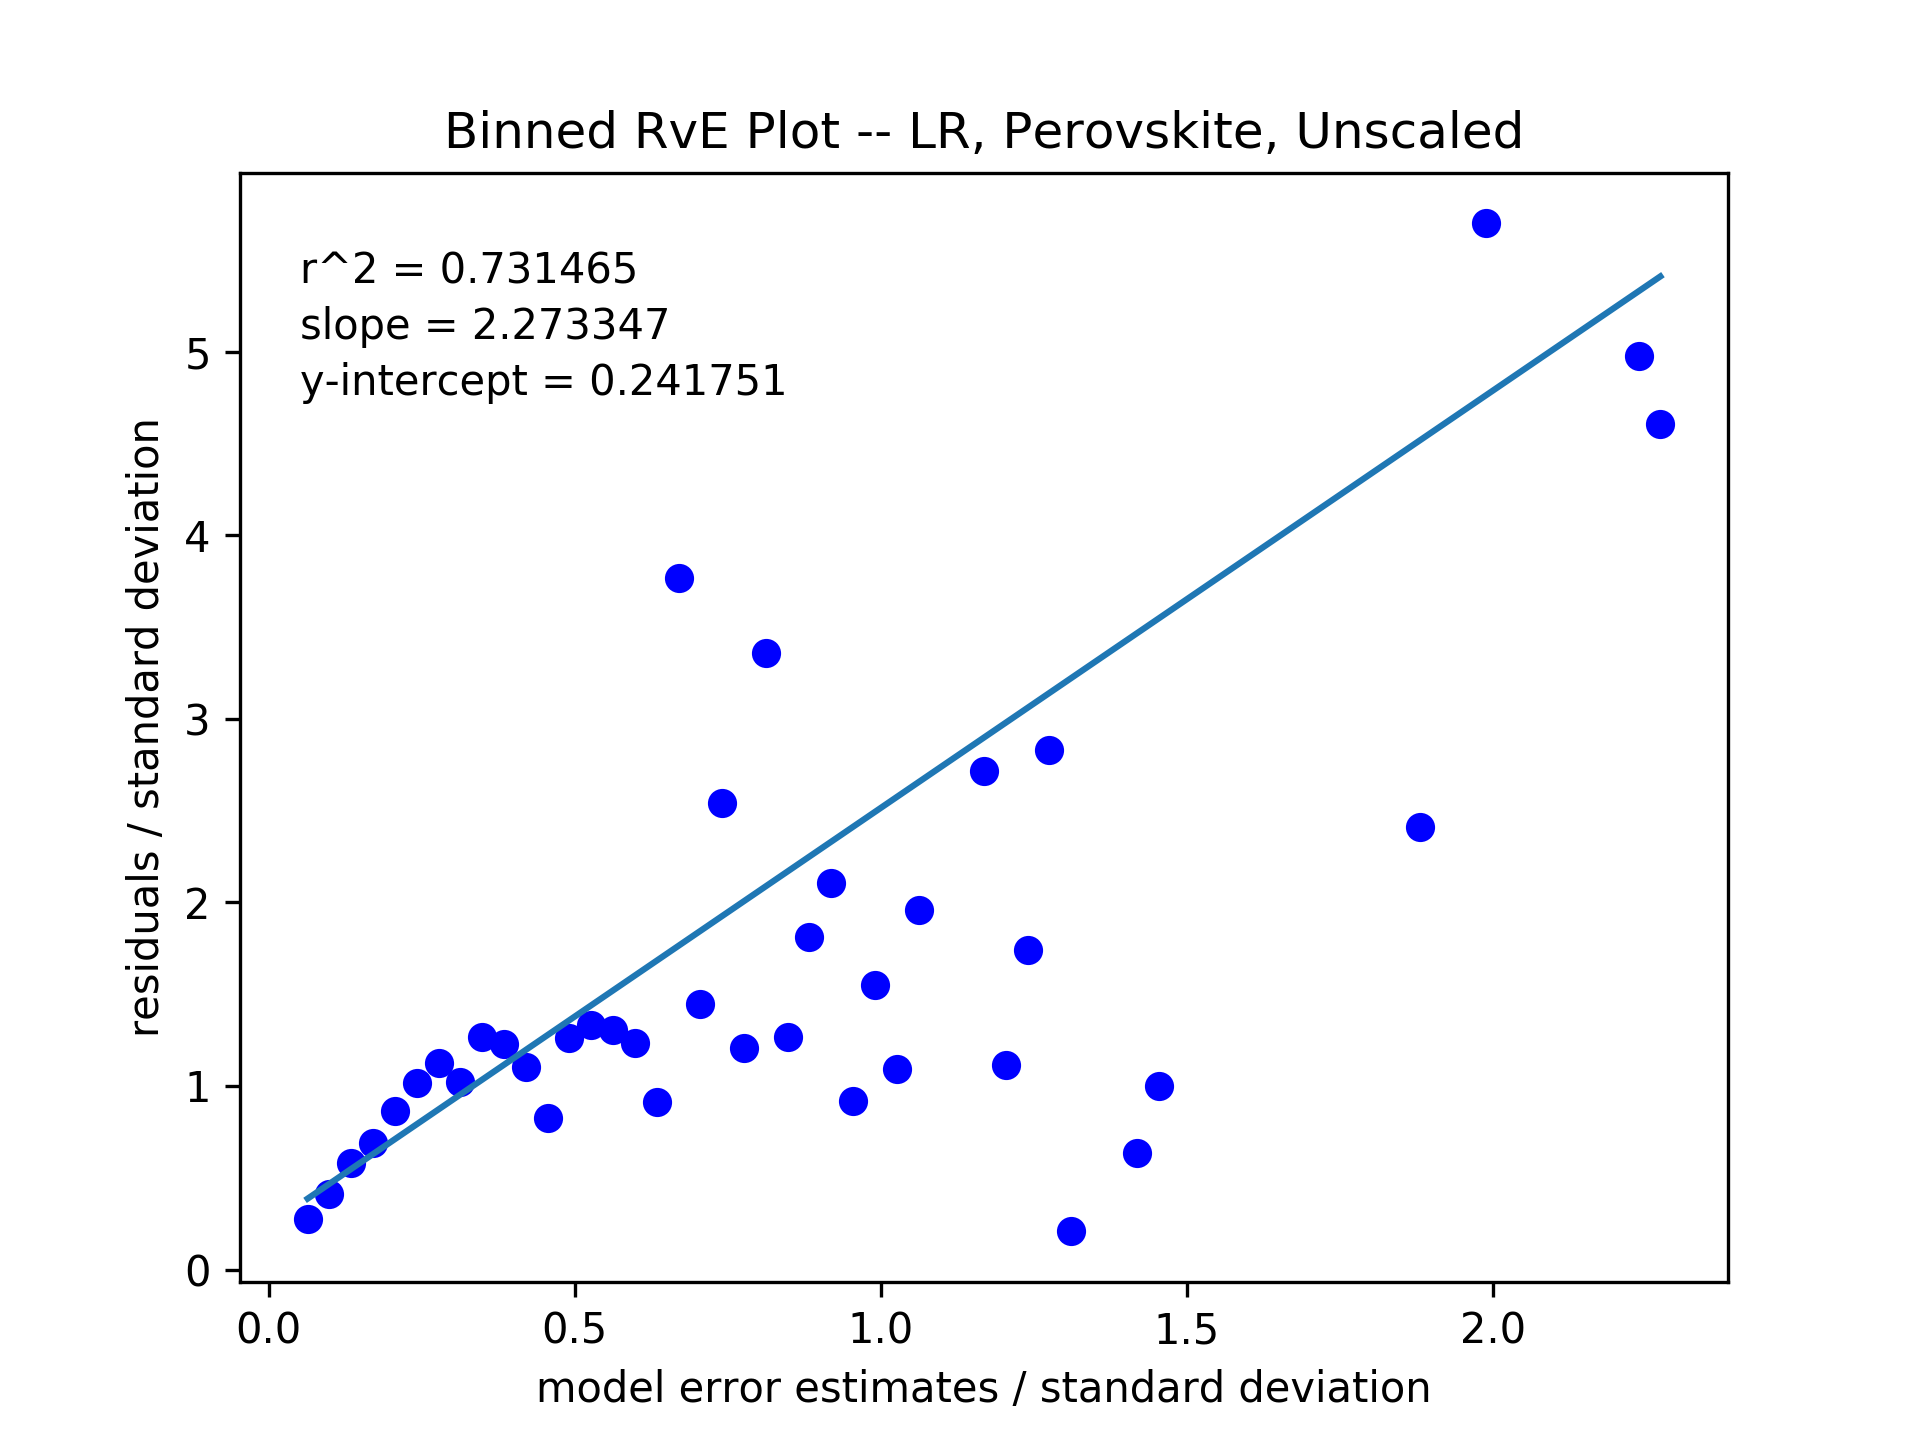 Binned RvE Plot -- LR, Perovskite, Unscaled
r^2 = 0.731465
slope = 2.273347
y-intercept = 0.241751
residuals / standard deviation
5
4
3
2
1
0
0.0 0.5 1.0 1.5 2.0
model error estimates / standard deviation